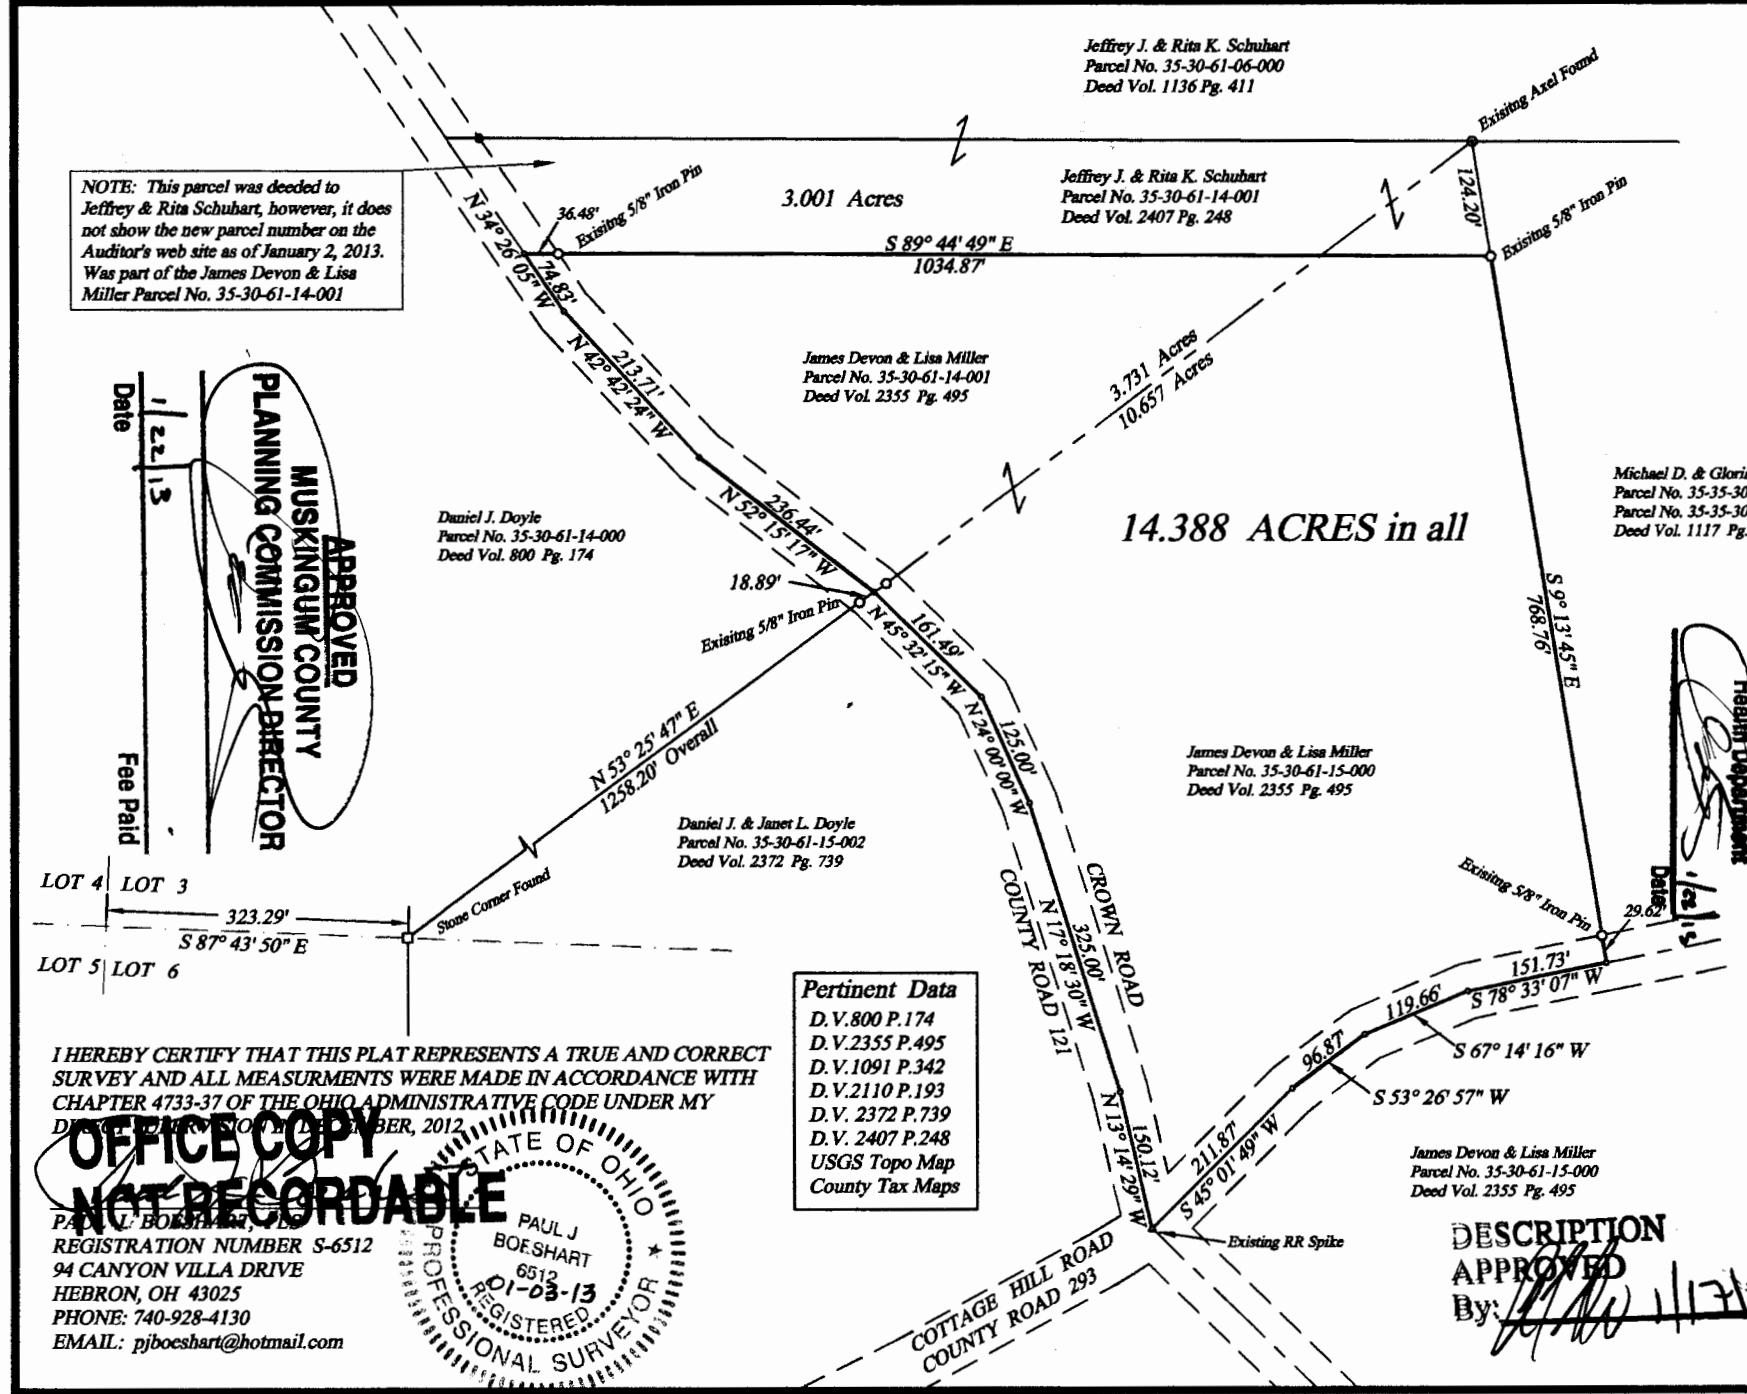 Jeffrey J. & Rita K. Schuhart
Parcel No. 35-30-61-06-000
Deed Vol. 1136 Pg. 411
Exisitng Axel Found
NOTE: This parcel was deeded to
Jeffrey & Rita Schuhart, however, it does
not show the new parcel number on the
Auditor's web site as of January 2, 2013.
Was part of the James Devon & Lisa
Miller Parcel No. 35-30-61-14-001
N 34° 26' 05" W
74.83'
36.48'
Exisitng 5/8" Iron Pin
3.001 Acres
Jeffrey J. & Rita K. Schuhart
Parcel No. 35-30-61-14-001
Deed Vol. 2407 Pg. 248
124.20'
Exisitng 5/8" Iron Pin
S 89° 44' 49" E
1034.87'
213.71'
N 42° 42' 24" W
James Devon & Lisa Miller
Parcel No. 35-30-61-14-001
Deed Vol. 2355 Pg. 495
3.731 Acres
10.657 Acres
APPROVED
MUSKINGUM COUNTY
PLANNING COMMISSION DIRECTOR
1/22/13
Date
Fee Paid
Daniel J. Doyle
Parcel No. 35-30-61-14-000
Deed Vol. 800 Pg. 174
236.44'
N 52° 15' 17" W
14.388 ACRES in all
Michael D. & Glori
Parcel No. 35-35-30
Parcel No. 35-35-30
Deed Vol. 1117 Pg.
18.89'
Exisitng 5/8" Iron Pin
161.49'
N 45° 32' 15" W
S 9° 13' 45" E
768.76'
N 53° 25' 47" E
1258.20' Overall
125.00'
N 24° 00' 00" W
James Devon & Lisa Miller
Parcel No. 35-30-61-15-000
Deed Vol. 2355 Pg. 495
Health Department
Date
Daniel J. & Janet L. Doyle
Parcel No. 35-30-61-15-002
Deed Vol. 2372 Pg. 739
LOT 4 LOT 3
323.29'
Stone Corner Found
S 87° 43' 50" E
LOT 5 LOT 6
CROWN ROAD
COUNTY ROAD 121
325.00'
N 17° 18' 30" W
Exisitng 5/8" Iron Pin
29.62'
151.73'
S 78° 33' 07" W
119.66'
S 67° 14' 16" W
96.87'
S 53° 26' 57" W
Pertinent Data
D.V.800 P.174
D.V.2355 P.495
D.V.1091 P.342
D.V.2110 P.193
D.V. 2372 P.739
D.V. 2407 P.248
USGS Topo Map
County Tax Maps
150.12'
N 13° 14' 29" W
211.87'
S 45° 01' 49" W
Existing RR Spike
James Devon & Lisa Miller
Parcel No. 35-30-61-15-000
Deed Vol. 2355 Pg. 495
COTTAGE HILL ROAD
COUNTY ROAD 293
I HEREBY CERTIFY THAT THIS PLAT REPRESENTS A TRUE AND CORRECT
SURVEY AND ALL MEASURMENTS WERE MADE IN ACCORDANCE WITH
CHAPTER 4733-37 OF THE OHIO ADMINISTRATIVE CODE UNDER MY
2012
OFFICE COPY
NOT RECORDABLE
REGISTRATION NUMBER S-6512
94 CANYON VILLA DRIVE
HEBRON, OH 43025
PHONE: 740-928-4130
EMAIL: pjboeshart@hotmail.com
STATE OF OHIO
PAUL J
BOESHART
6512
01-03-13
REGISTERED
PROFESSIONAL SURVEYOR
DESCRIPTION
APPROVED
By:
1/17/